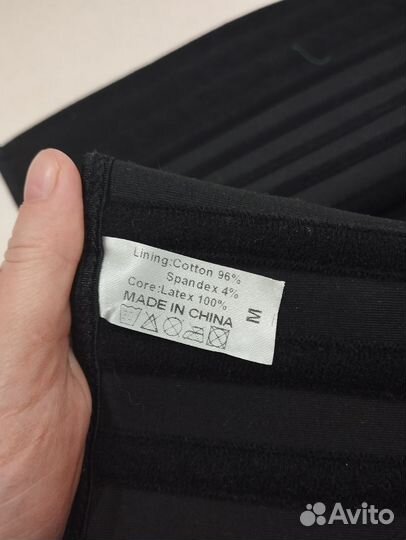 Lining:Cotton 96%
Spandex 4%
Core:Latex 100%
MADE IN CHINA
M
Avito